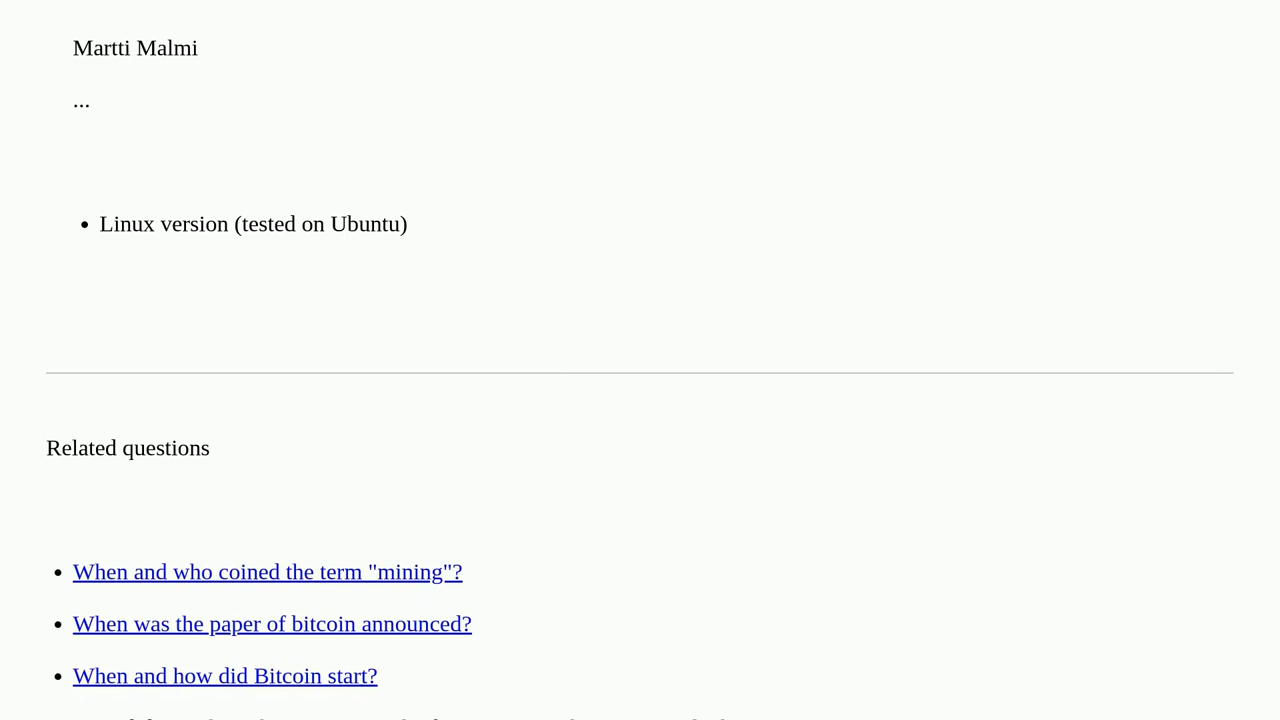 Martti Malmi
...
Linux version (tested on Ubuntu)
Related questions
When and who coined the term "mining"?
When was the paper of bitcoin announced?
When and how did Bitcoin start?